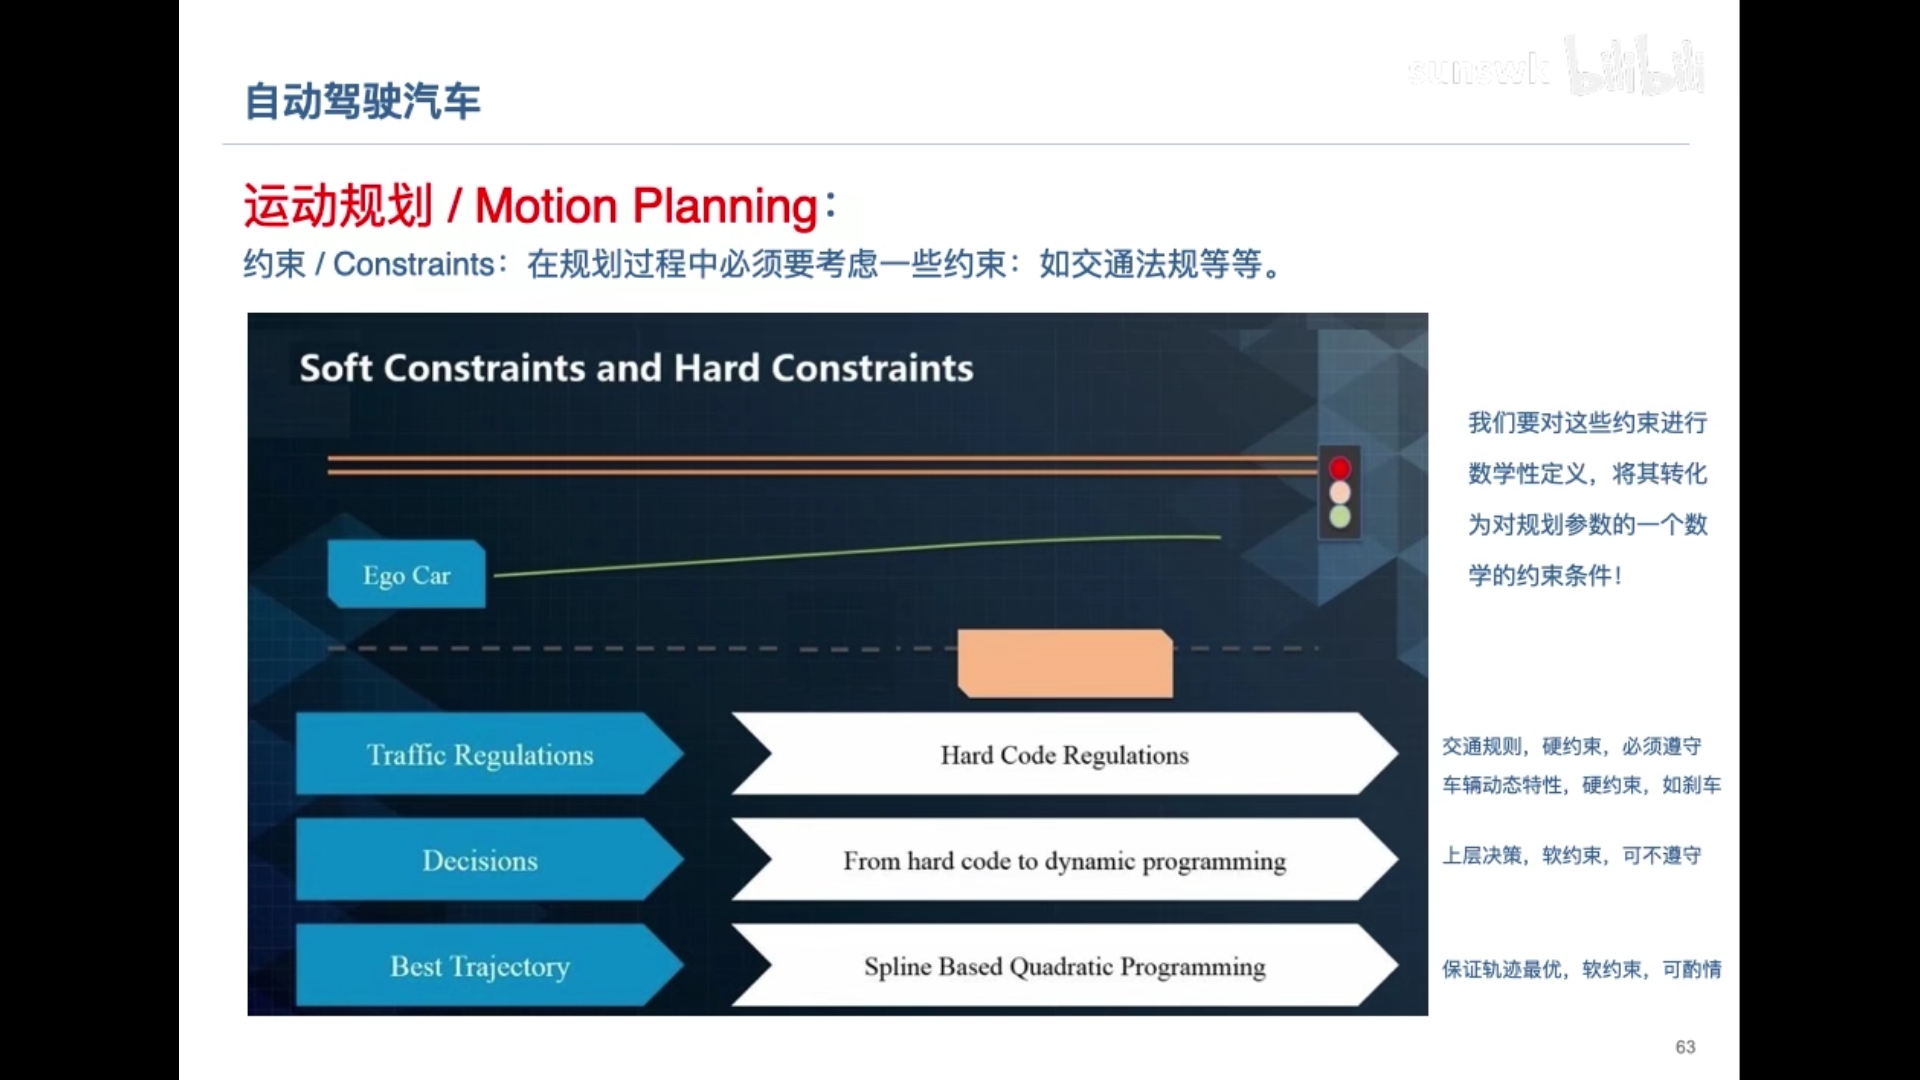 sunswk bilibili
自动驾驶汽车
运动规划 / Motion Planning：
约束 / Constraints：在规划过程中必须要考虑一些约束：如交通法规等等。
Soft Constraints and Hard Constraints
Ego Car
我们要对这些约束进行
数学性定义，将其转化
为对规划参数的一个数
学的约束条件！
Traffic Regulations
Hard Code Regulations
交通规则，硬约束，必须遵守
车辆动态特性，硬约束，如刹车
Decisions
From hard code to dynamic programming
上层决策，软约束，可不遵守
Best Trajectory
Spline Based Quadratic Programming
保证轨迹最优，软约束，可酌情
63